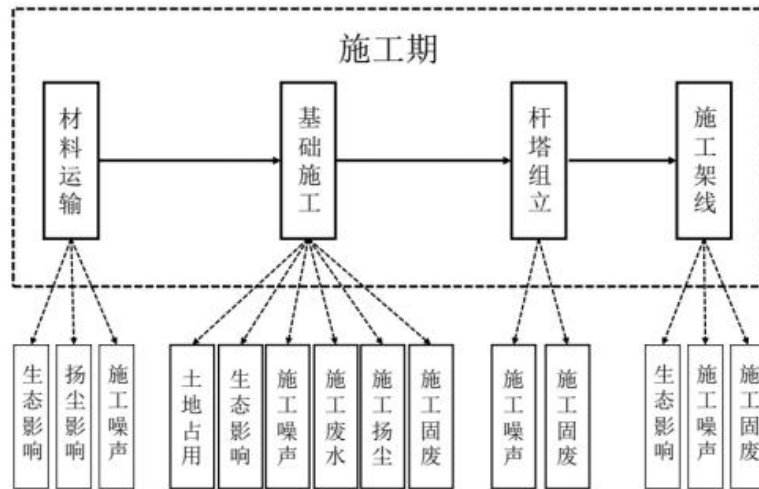 施工期
材料运输
基础施工
杆塔组立
施工架线
生态影响
扬尘影响
施工噪声
土地占用
生态影响
施工噪声
施工废水
施工扬尘
施工固废
施工噪声
施工固废
生态影响
施工噪声
施工固废